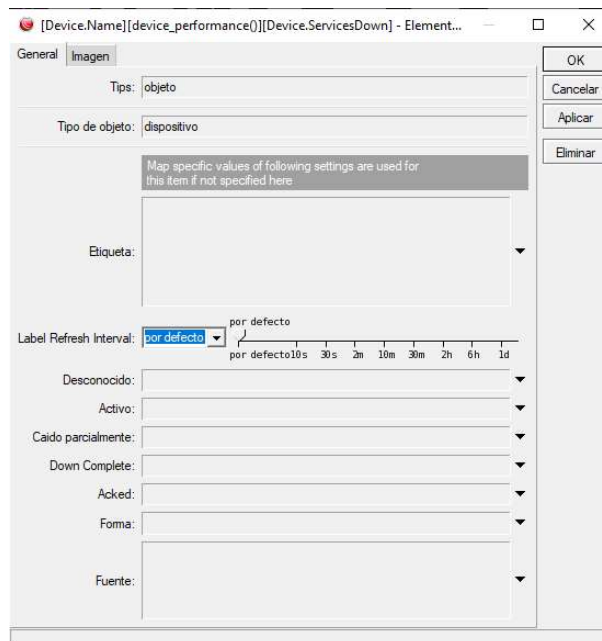 [Device.Name][device_performance()][Device.ServicesDown] - Element...
General Imagen
OK
Cancelar
Aplicar
Eliminar
Tips: objeto
Tipo de objeto: dispositivo
Map specific values of following settings are used for
this item if not specified here
Etiqueta:
Label Refresh Interval: por defecto
por defecto
por defecto10s 30s 2m 10m 30m 2h 6h 1d
Desconocido:
Activo:
Caido parcialmente:
Down Complete:
Acked:
Forma:
Fuente: